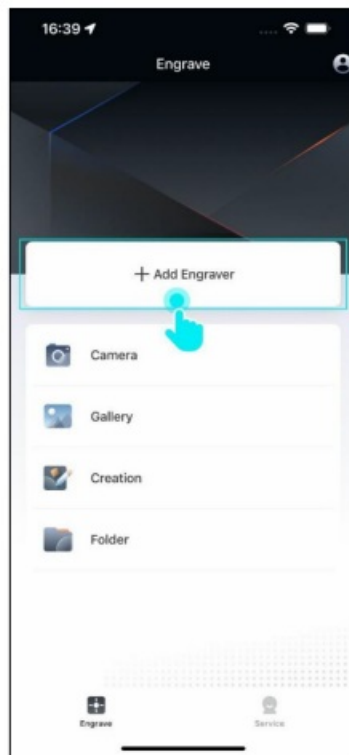 16:39
Engrave
+ Add Engraver
Camera
Gallery
Creation
Folder
Engrave
Service